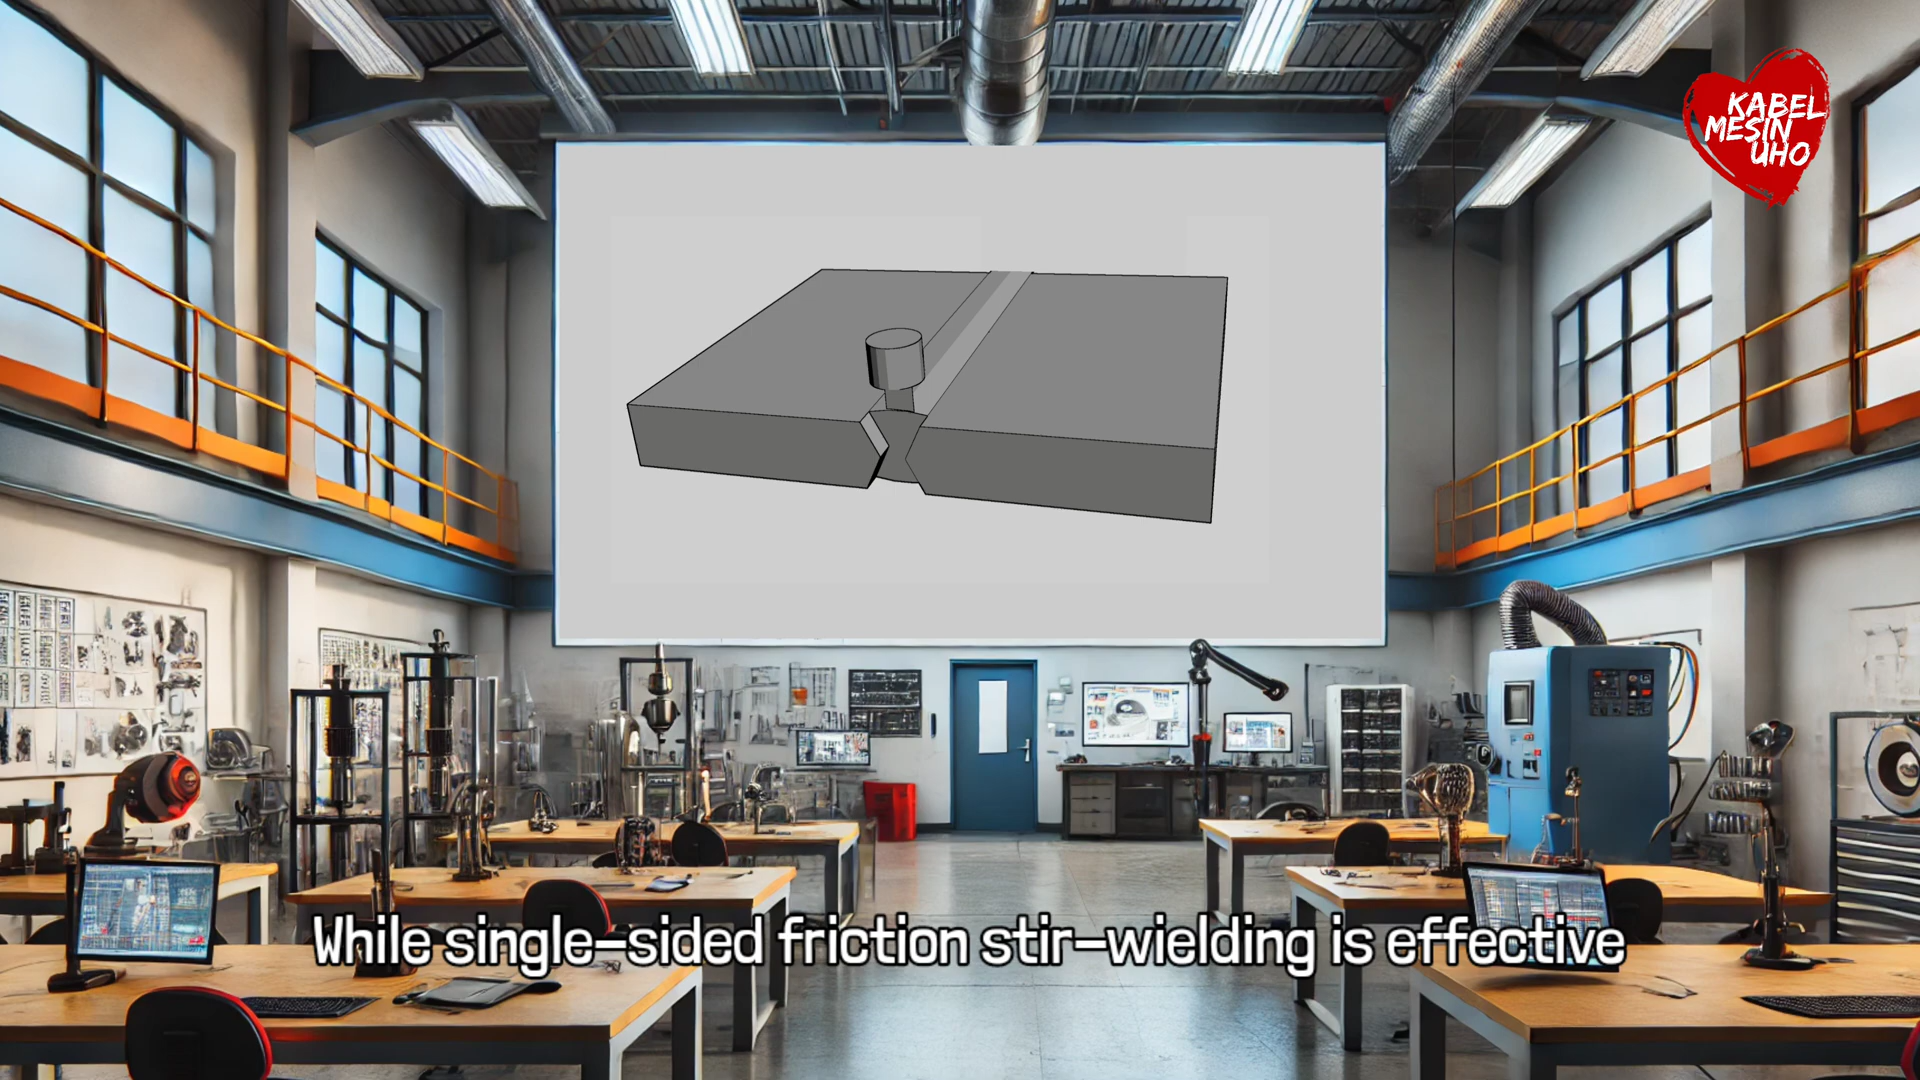 KABEL
MESIN
UHO
While single-sided friction stir-wielding is effective